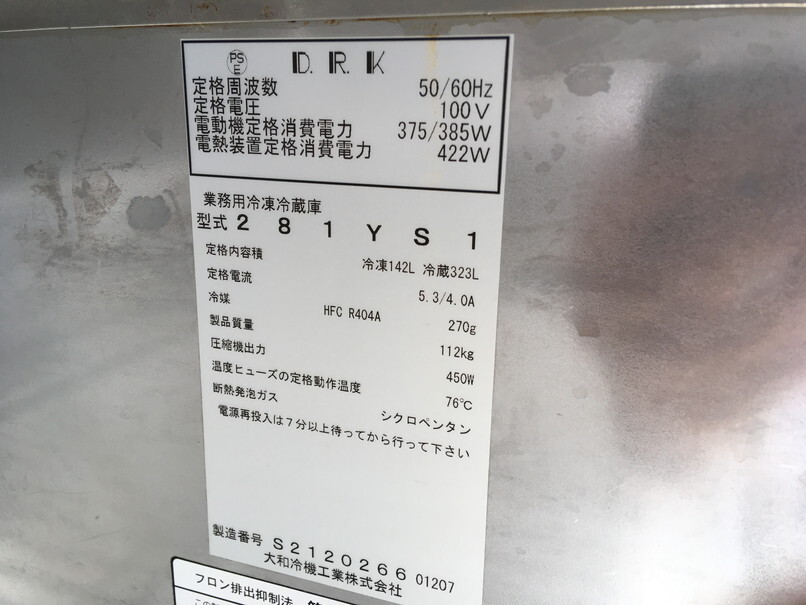 PS
E
D.R.K
定格周波数 50/60Hz
定格電圧 100V
電動機定格消費電力 375/385W
電熱装置定格消費電力 422W
業務用冷凍冷蔵庫
型式 281YS1
定格内容積 冷凍142L 冷蔵323L
定格電流 5.3/4.0A
冷媒 HFC R404A 270g
製品質量 112kg
圧縮機出力 450W
温度ヒューズの定格動作温度 76℃
断熱発泡ガス シクロペンタン
電源再投入は7分以上待ってから行って下さい
製造番号 S2120266 01207
大和冷機工業株式会社
フロン排出抑制法